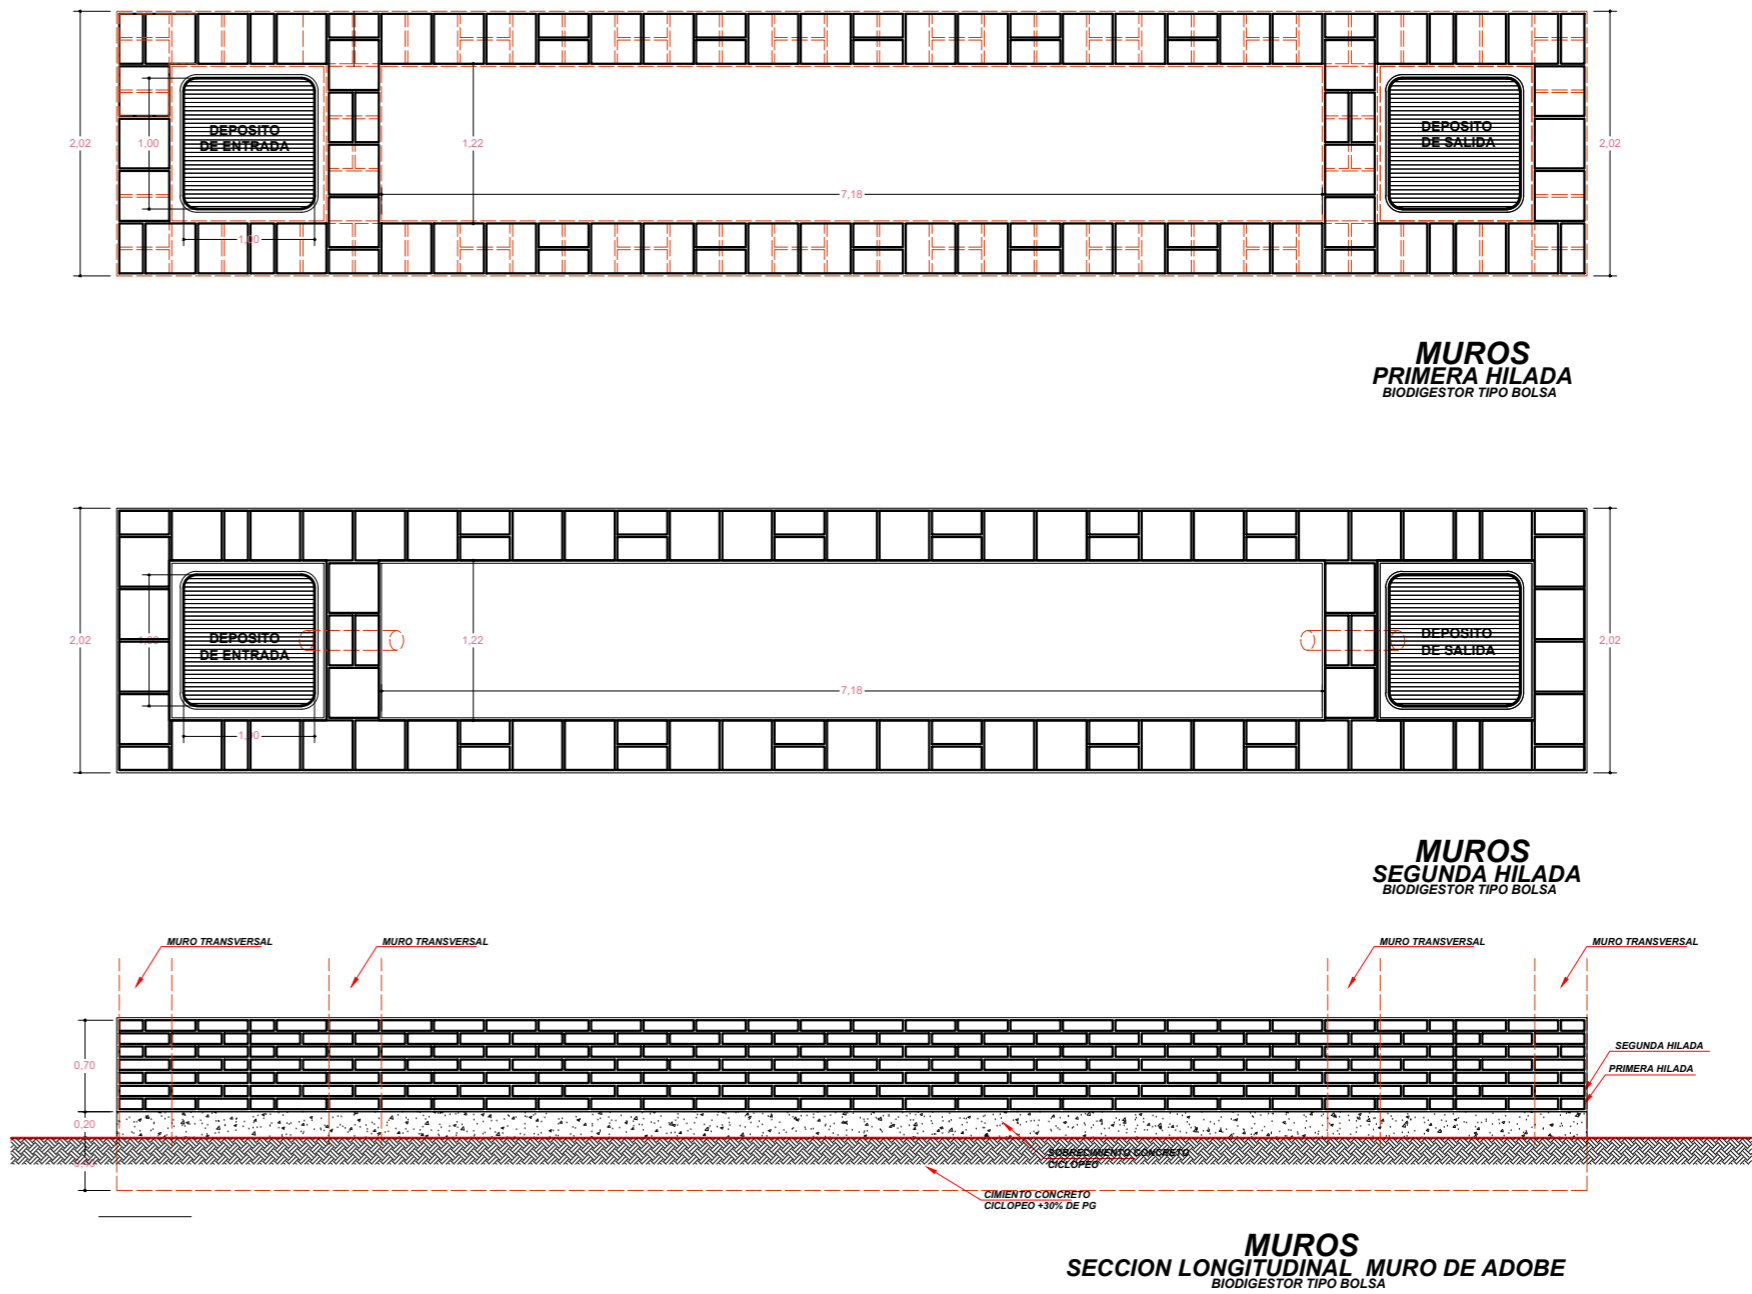 2,02
1,00
DEPOSITO
DE ENTRADA
1,22
7,18
1,00
DEPOSITO
DE SALIDA
2,02
MUROS
PRIMERA HILADA
BIODIGESTOR TIPO BOLSA
2,02
1,00
DEPOSITO
DE ENTRADA
1,22
7,18
1,00
DEPOSITO
DE SALIDA
2,02
MUROS
SEGUNDA HILADA
BIODIGESTOR TIPO BOLSA
MURO TRANSVERSAL
MURO TRANSVERSAL
MURO TRANSVERSAL
MURO TRANSVERSAL
0,70
SEGUNDA HILADA
PRIMERA HILADA
0,20
SOBRECIMIENTO CONCRETO
CICLOPEO
CIMIENTO CONCRETO
CICLOPEO +30% DE PG
MUROS
SECCION LONGITUDINAL MURO DE ADOBE
BIODIGESTOR TIPO BOLSA